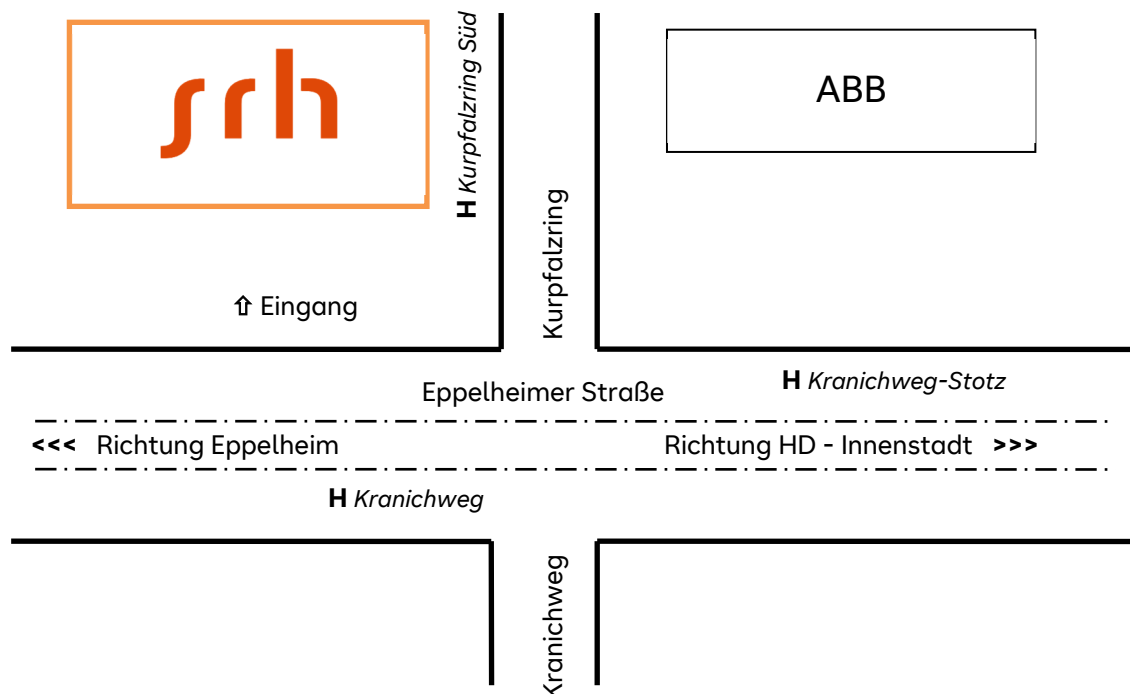 srh
H Kurpfalzring Süd
ABB
Kurpfalzring
⇧ Eingang
Eppelheimer Straße
H Kranichweg-Stotz
<<< Richtung Eppelheim
Richtung HD - Innenstadt >>>
H Kranichweg
Kranichweg